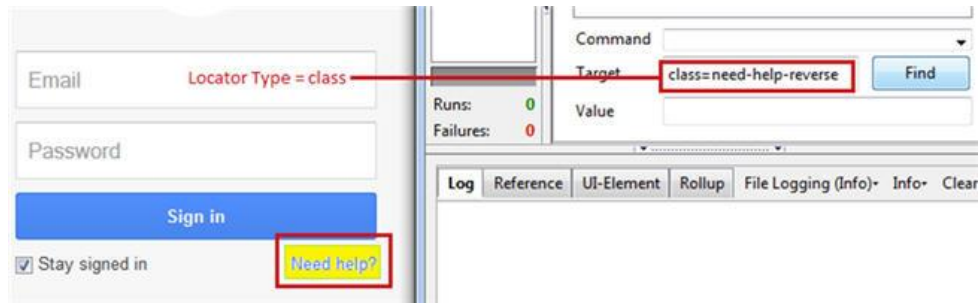 Email
Locator Type = class
Password
Sign in
Stay signed in
Need help?
Command
Target
class=need-help-reverse
Find
Value
Runs: 0
Failures: 0
Log Reference UI-Element Rollup File Logging (Info) Info Clear